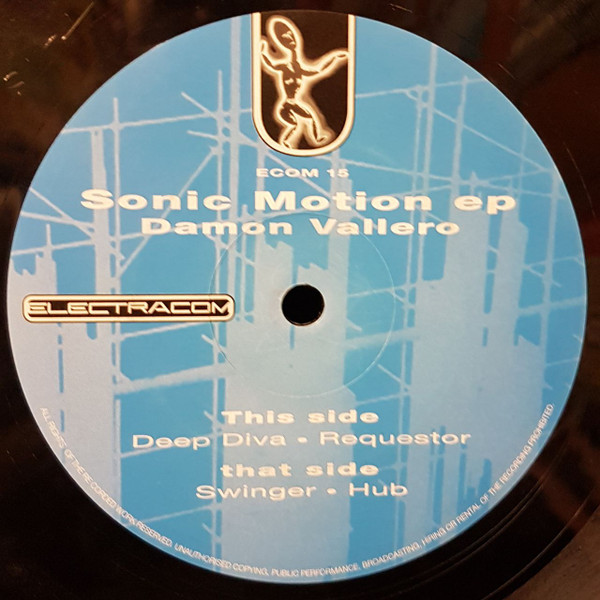 ECOM 15
Sonic Motion ep
Damon Vallero
ELECTRACOM
This side
Deep Diva • Requestor
that side
Swinger • Hub
ALL RIGHTS OF THE RECORDED WORK RESERVED. UNAUTHORISED COPYING, PUBLIC PERFORMANCE, BROADCASTING, HIRING OR RENTAL OF THE RECORDING PROHIBITED.